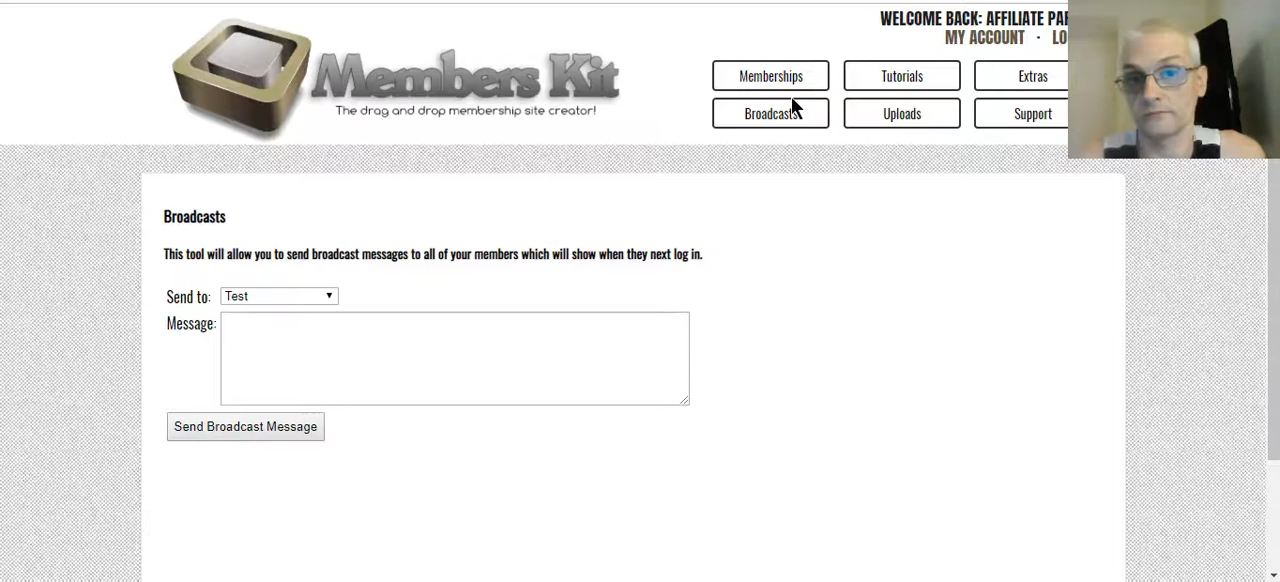 WELCOME BACK: AFFILIATE
MY ACCOUNT ·
Members Kit
The drag and drop membership site creator!
Memberships Tutorials Extras
Broadcasts Uploads Support
Broadcasts
This tool will allow you to send broadcast messages to all of your members which will show when they next log in.
Send to: Test
Message:
Send Broadcast Message